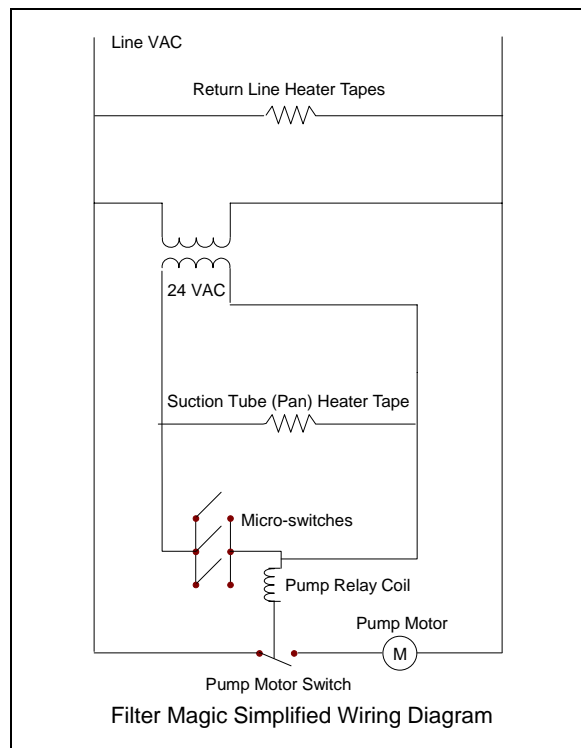 Line VAC
Return Line Heater Tapes
24 VAC
Suction Tube (Pan) Heater Tape
Micro-switches
Pump Relay Coil
Pump Motor
M
Pump Motor Switch
Filter Magic Simplified Wiring Diagram